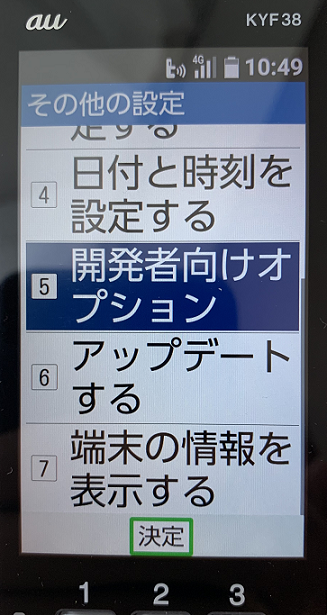 au KYF38
4G 10:49
その他の設定
定する
4 日付と時刻を
設定する
5 開発者向けオ
プション
6 アップデート
する
7 端末の情報を
表示する
決定
1 2 3